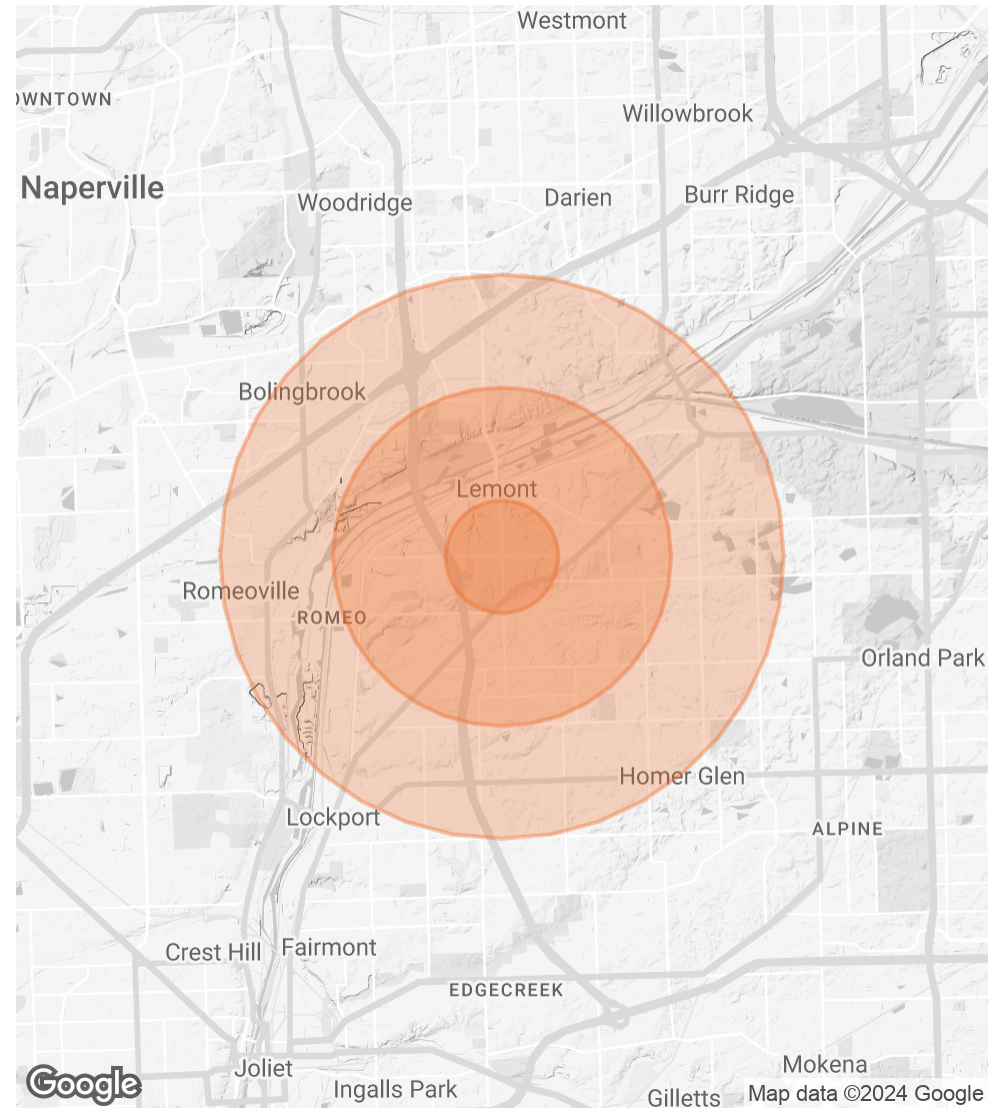 Westmont
OWNTOWN
Willowbrook
Naperville
Woodridge
Darien
Burr Ridge
Bolingbrook
Lemont
Romeoville
ROMEO
Orland Park
Homer Glen
Lockport
ALPINE
Crest Hill
Fairmont
EDGECREEK
Joliet
Mokena
Ingalls Park
Gilletts
Google
Map data ©2024 Google